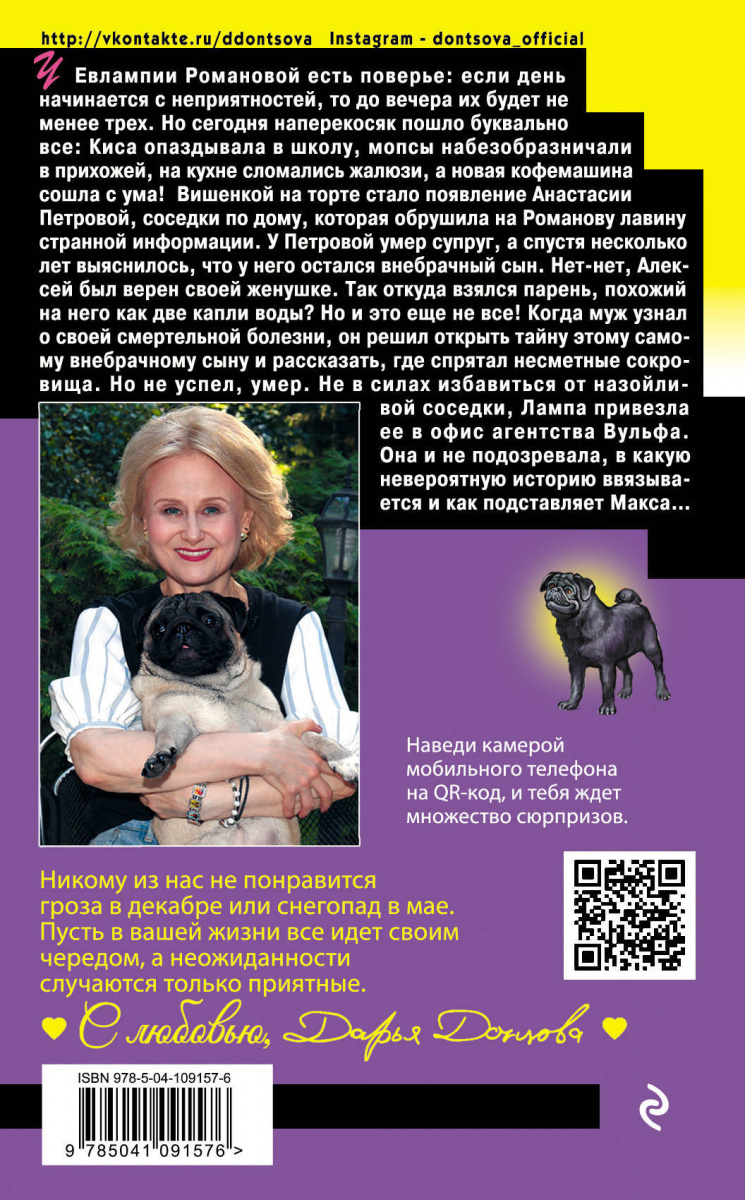 http://vkontakte.ru/ddontsova Instagram - dontsova_official
У Евлампии Романовой есть поверье: если день
начинается с неприятностей, то до вечера их будет не
менее трех. Но сегодня наперекосяк пошло буквально
все: Киса опаздывала в школу, мопсы набезобразничали
в прихожей, на кухне сломались жалюзи, а новая кофемашина
сошла с ума! Вишенкой на торте стало появление Анастасии
Петровой, соседки по дому, которая обрушила на Романову лавину
странной информации. У Петровой умер супруг, а спустя несколько
лет выяснилось, что у него остался внебрачный сын. Нет-нет, Алек-
сей был верен своей женушке. Так откуда взялся парень, похожий
на него как две капли воды? Но и это еще не все! Когда муж узнал
о своей смертельной болезни, он решил открыть тайну этому само-
му внебрачному сыну и рассказать, где спрятал несметные сокро-
вища. Но не успел, умер. Не в силах избавиться от назойли-
вой соседки, Лампа привезла
ее в офис агентства Вульфа.
Она и не подозревала, в какую
невероятную историю ввязыва-
ется и как подставляет Макса...
Наведи камерой
мобильного телефона
на QR-код, и тебя ждет
множество сюрпризов.
Никому из нас не понравится
гроза в декабре или снегопад в мае.
Пусть в вашей жизни все идет своим
чередом, а неожиданности
случаются только приятные.
С любовью, Дарья Донцова
ISBN 978-5-04-109157-6
9 785041 091576 >